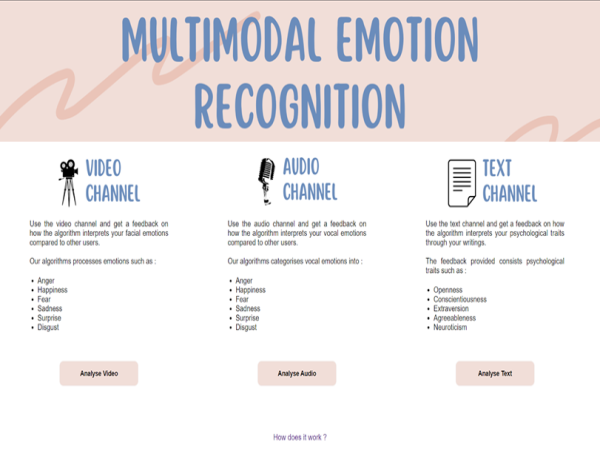 MULTIMODAL EMOTION
RECOGNITION
VIDEO
CHANNEL
Use the video channel and get a feedback on
how the algorithm interprets your facial emotions
compared to other users.
Our algorithms processes emotions such as :
• Anger
• Happiness
• Fear
• Sadness
• Surprise
• Disgust
Analyse Video
AUDIO
CHANNEL
Use the audio channel and get a feedback on
how the algorithm interprets your vocal emotions
compared to other users.
Our algorithms categorises vocal emotions into :
• Anger
• Happiness
• Fear
• Sadness
• Surprise
• Disgust
Analyse Audio
TEXT
CHANNEL
Use the text channel and get a feedback on how
the algorithm interprets your psychological traits
through your writings.
The feedback provided consists psychological
traits such as :
• Openness
• Conscientiousness
• Extraversion
• Agreeableness
• Neuroticism
Analyse Text
How does it work ?